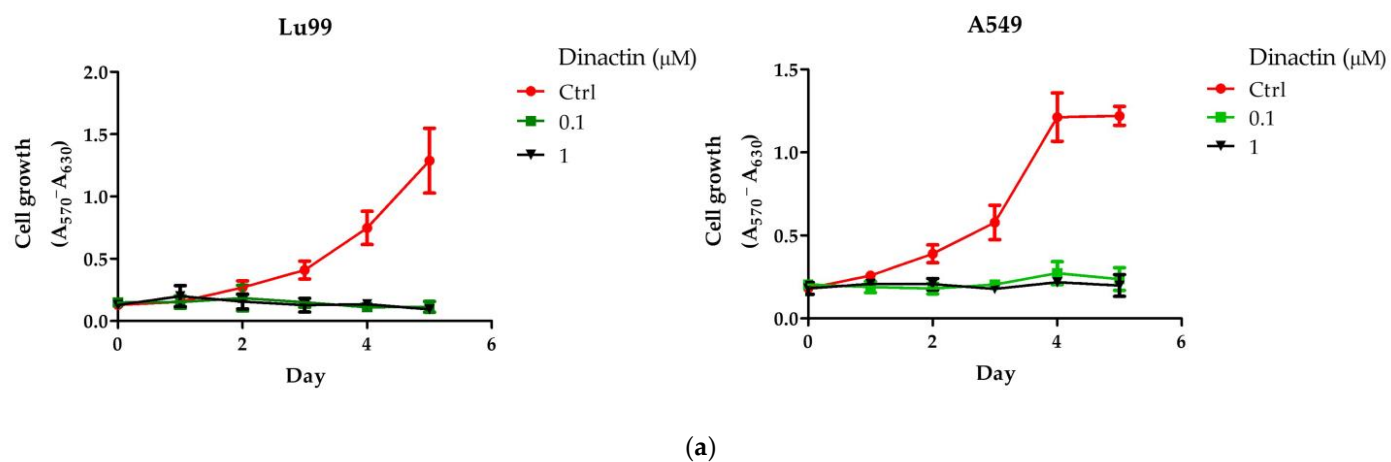 Lu99
Dinactin (μM)
Ctrl
0.1
1
2.0
1.5
1.0
0.5
0.0
Cell growth
(A570- A630)
0
2
4
6
Day
A549
Dinactin (μM)
Ctrl
0.1
1
1.5
1.0
0.5
0.0
Cell growth
(A570- A630)
0
2
4
6
Day
(a)